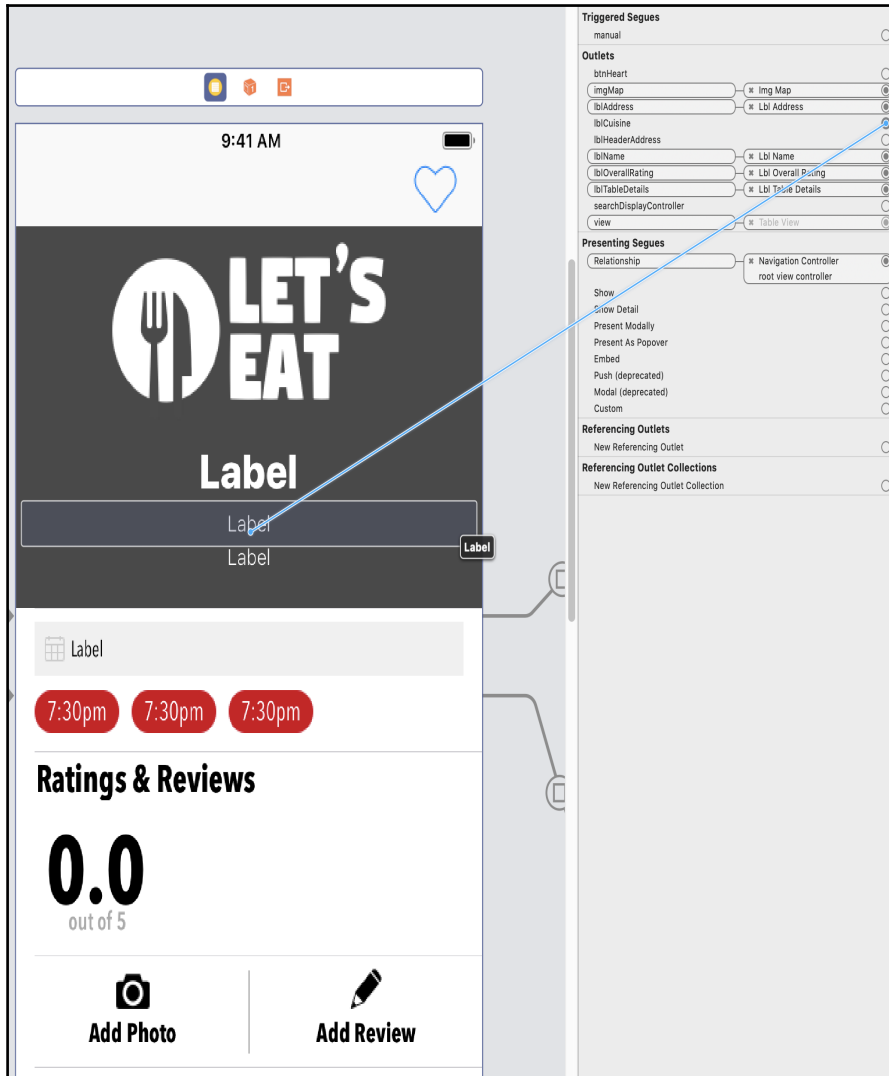 9:41 AM
LET'S
EAT
Label
Label
Label
Label
Label
7:30pm 7:30pm 7:30pm
Ratings & Reviews
0.0
out of 5
Add Photo Add Review
Triggered Segues
manual
Outlets
btnHeart
imgMap Img Map
lblAddress Lbl Address
lblCuisine
lblHeaderAddress
lblName Lbl Name
lblOverallRating Lbl Overall Rating
lblTableDetails Lbl Table Details
searchDisplayController
view Table View
Presenting Segues
Relationship Navigation Controller
root view controller
Show
Show Detail
Present Modally
Present As Popover
Embed
Push (deprecated)
Modal (deprecated)
Custom
Referencing Outlets
New Referencing Outlet
Referencing Outlet Collections
New Referencing Outlet Collection